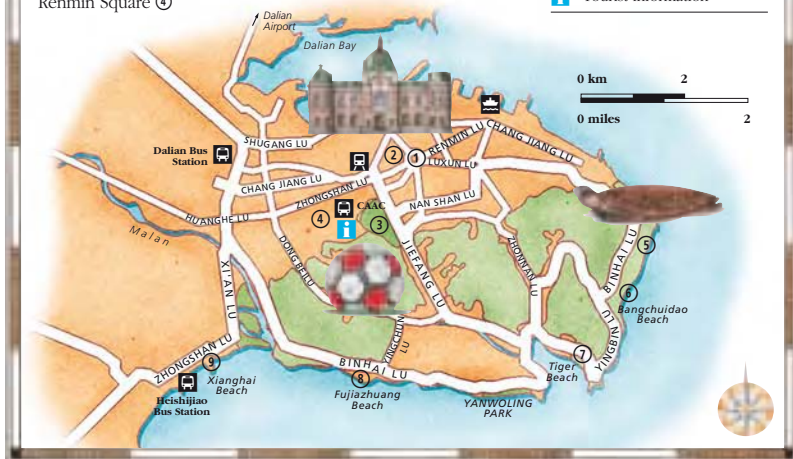 Renmin Square ④
Dalian
Airport
Dalian Bay
0 km 2
0 miles 2
SHUGANG LU
Dalian Bus
Station
② ① RENMIN LU
CHANG JIANG LU
LUXUN LU
CHANG JIANG LU
ZHONGSHAN LU
NAN SHAN LU
HUANGHE LU
④ CAAC
i
③
Malan
DONG BEI LU
JIEFANG LU
ZHONNAN LU
BINHAI LU
⑤
XI'AN LU
⑥
Bangchuidao
Beach
YINGCHUN
LU
YINGBIN LU
ZHONGSHAN LU
BINHAI LU
⑦
Tiger
Beach
⑨
Xianghai
Beach
⑧
Fujiazhuang
Beach
YANWOLING
PARK
Heishijiao
Bus Station